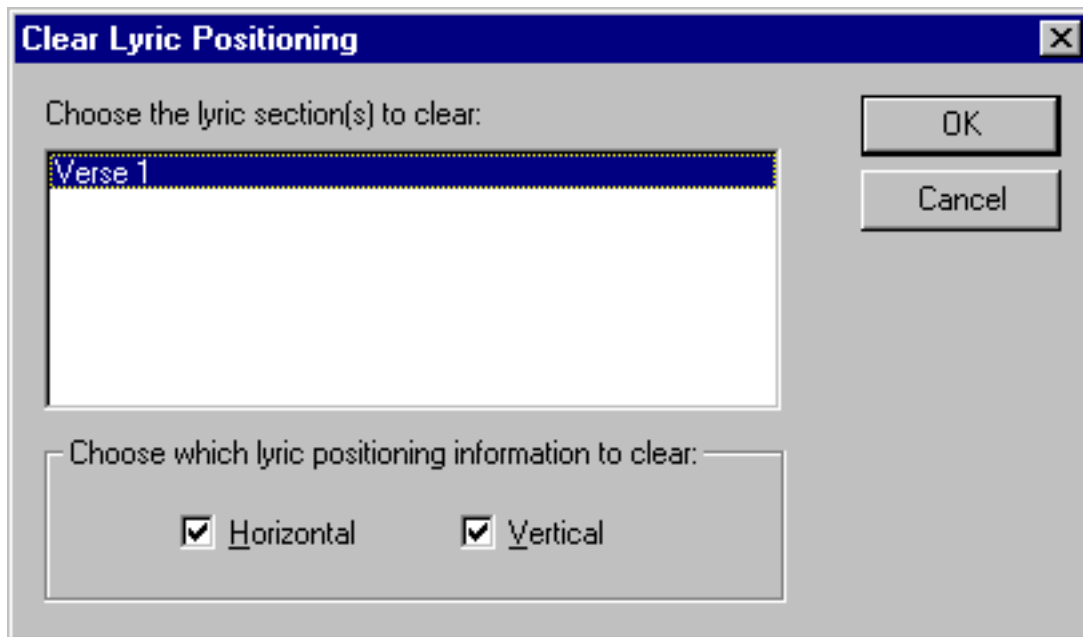 Clear Lyric Positioning
Choose the lyric section(s) to clear:
OK
Verse 1
Cancel
Choose which lyric positioning information to clear:
Horizontal Vertical